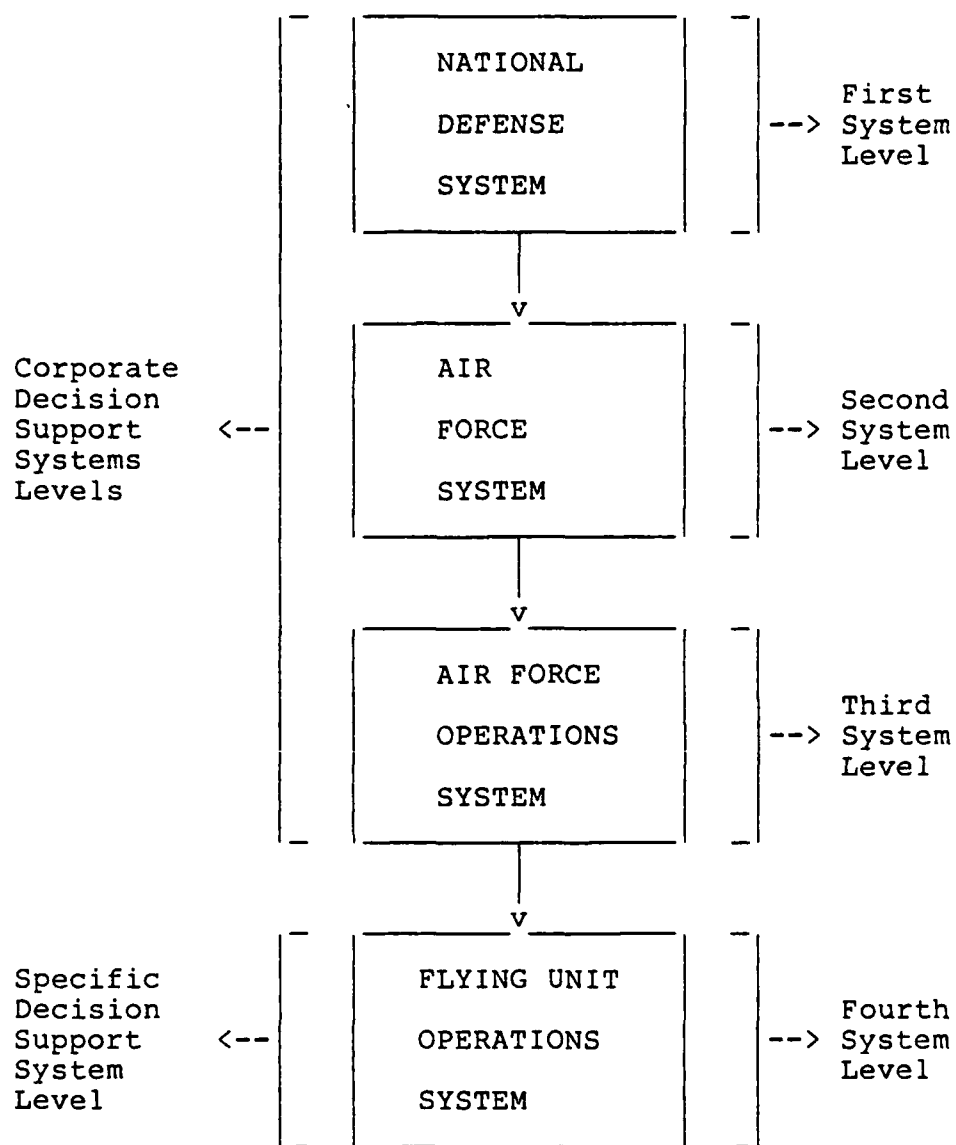 NATIONAL
DEFENSE
SYSTEM
--> First
System
Level
AIR
FORCE
SYSTEM
--> Second
System
Level
Corporate
Decision
Support <--
Systems
Levels
AIR FORCE
OPERATIONS
SYSTEM
--> Third
System
Level
FLYING UNIT
OPERATIONS
SYSTEM
--> Fourth
System
Level
Specific
Decision
Support <--
System
Level